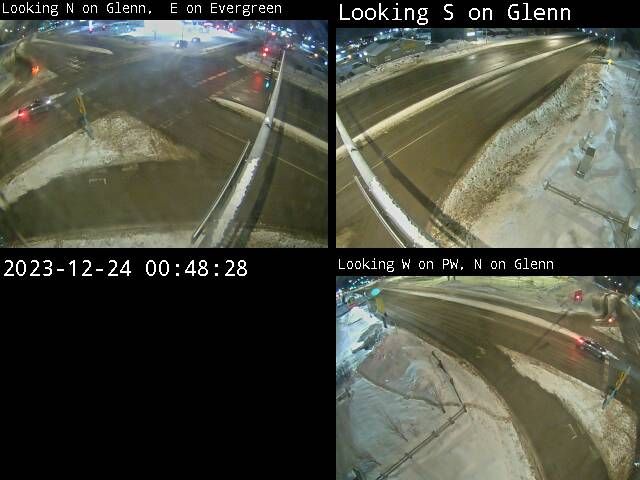 Looking N on Glenn,  E on Evergreen
Looking S on Glenn
2023-12-24 00:48:28
Looking W on PW, N on Glenn